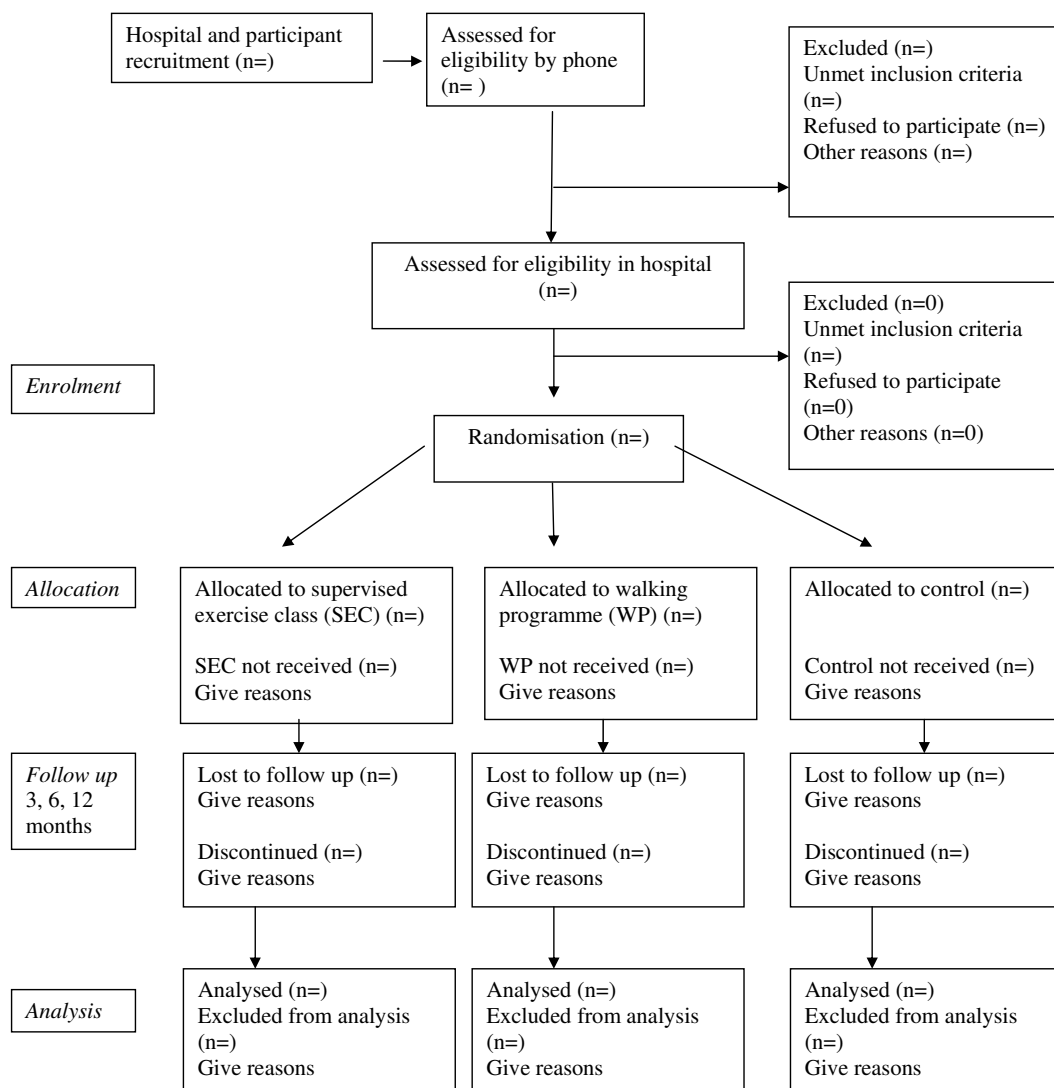 Hospital and participant
recruitment (n=)
Assessed for
eligibility by phone
(n= )
Excluded (n=)
Unmet inclusion criteria
(n=)
Refused to participate (n=)
Other reasons (n=)
Assessed for eligibility in hospital
(n=)
Excluded (n=0)
Unmet inclusion criteria
(n=)
Refused to participate
(n=0)
Other reasons (n=0)
Enrolment
Randomisation (n=)
Allocation
Allocated to supervised
exercise class (SEC) (n=)
SEC not received (n=)
Give reasons
Allocated to walking
programme (WP) (n=)
WP not received (n=)
Give reasons
Allocated to control (n=)
Control not received (n=)
Give reasons
Follow up
3, 6, 12
months
Lost to follow up (n=)
Give reasons
Discontinued (n=)
Give reasons
Lost to follow up (n=)
Give reasons
Discontinued (n=)
Give reasons
Lost to follow up (n=)
Give reasons
Discontinued (n=)
Give reasons
Analysis
Analysed (n=)
Excluded from analysis
(n=)
Give reasons
Analysed (n=)
Excluded from analysis
(n=)
Give reasons
Analysed (n=)
Excluded from analysis
(n=)
Give reasons